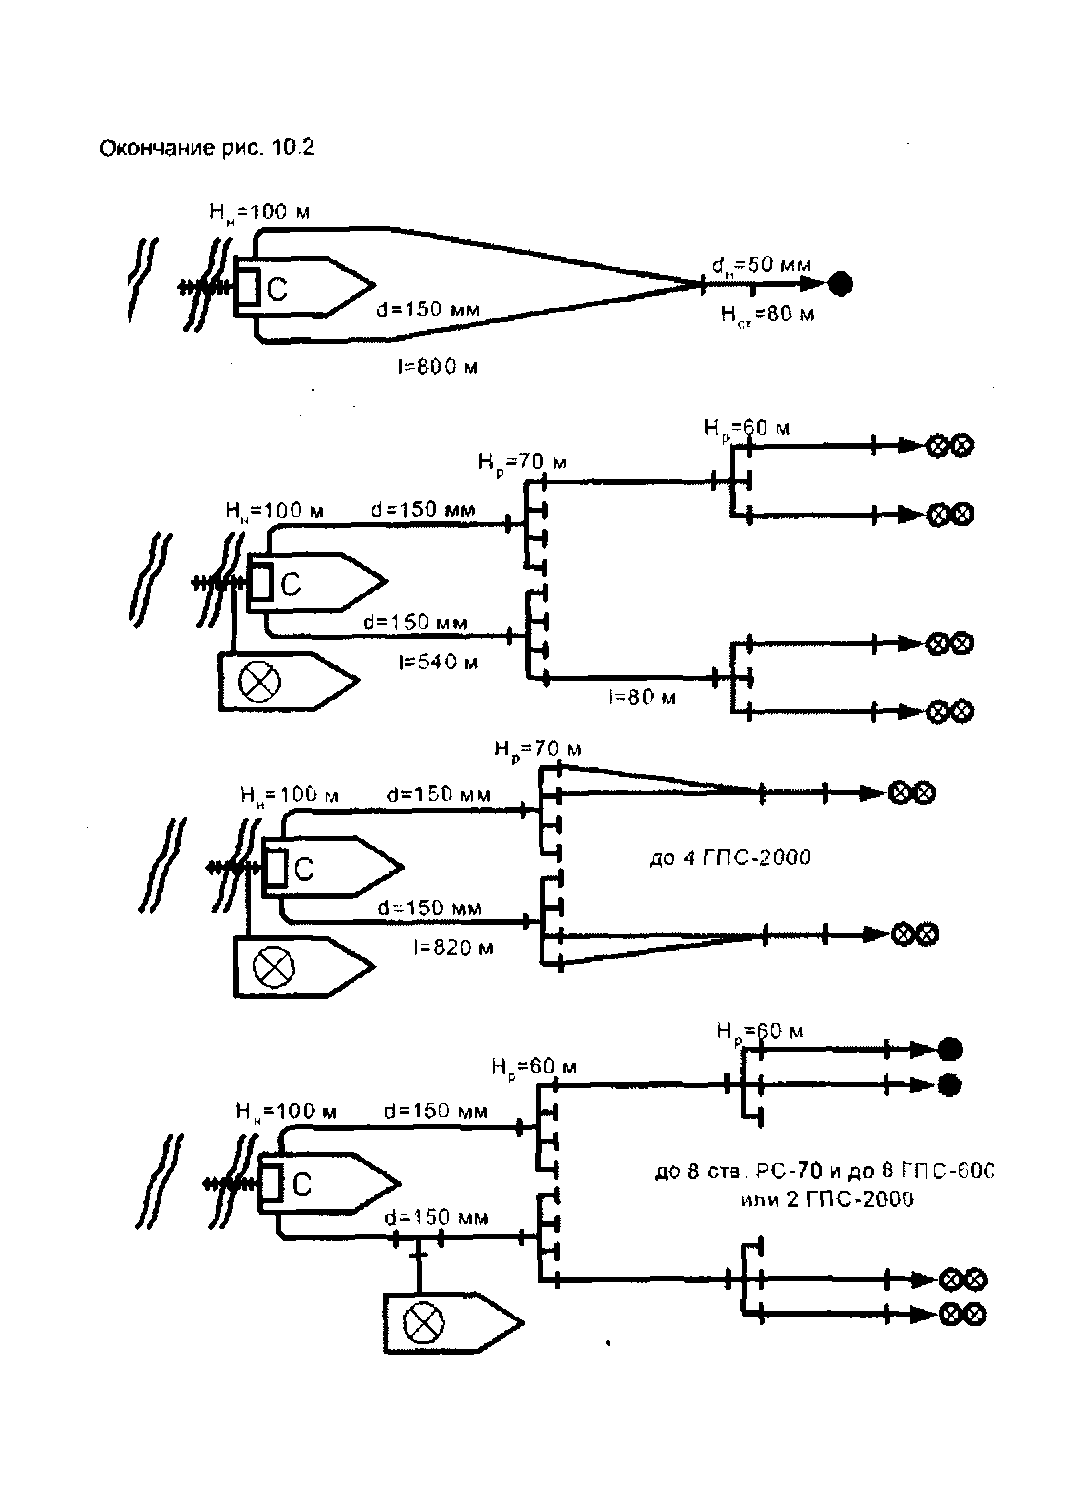 Окончание рис. 10.2
Hн=100 м
С
d=150 мм
l=800 м
dн=50 мм
Hст=80 м
Hр=60 м
Hр=70 м
Hн=100 м
d=150 мм
С
d=150 мм
l=540 м
l=80 м
Hр=70 м
Hн=100 м
d=150 мм
до 4 ГПС-2000
С
d=150 мм
l=820 м
Hр=60 м
Hр=60 м
Hн=100 м
d=150 мм
С
до 8 ств. РС-70 и до 8 ГПС-600
или 2 ГПС-2000
d=150 мм